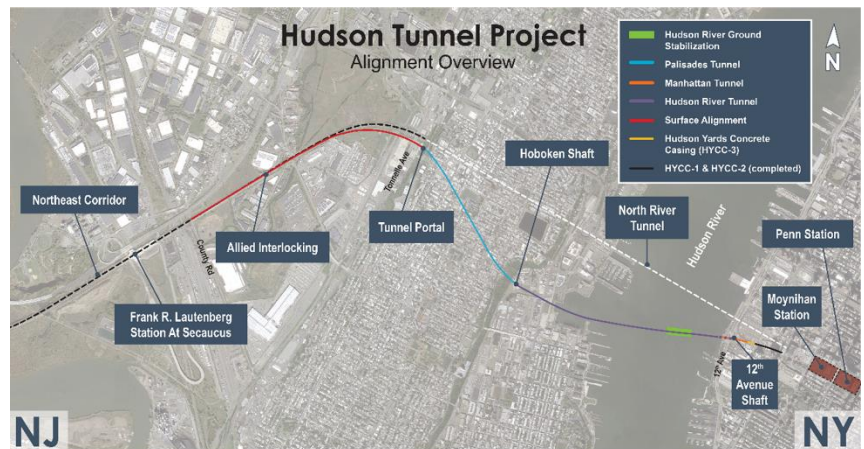 Hudson Tunnel Project
Alignment Overview
Hudson River Ground
Stabilization
Palisades Tunnel
Manhattan Tunnel
Hudson River Tunnel
Surface Alignment
Hudson Yards Concrete
Casing (HYCC-3)
HYCC-1 & HYCC-2 (completed)
N
Northeast Corridor
Allied Interlocking
County Rd
Frank R. Lautenberg
Station At Secaucus
Tonnelle Ave
Tunnel Portal
Hoboken Shaft
North River
Tunnel
Hudson River
Penn Station
Moynihan
Station
12th Ave
12th
Avenue
Shaft
NJ
NY